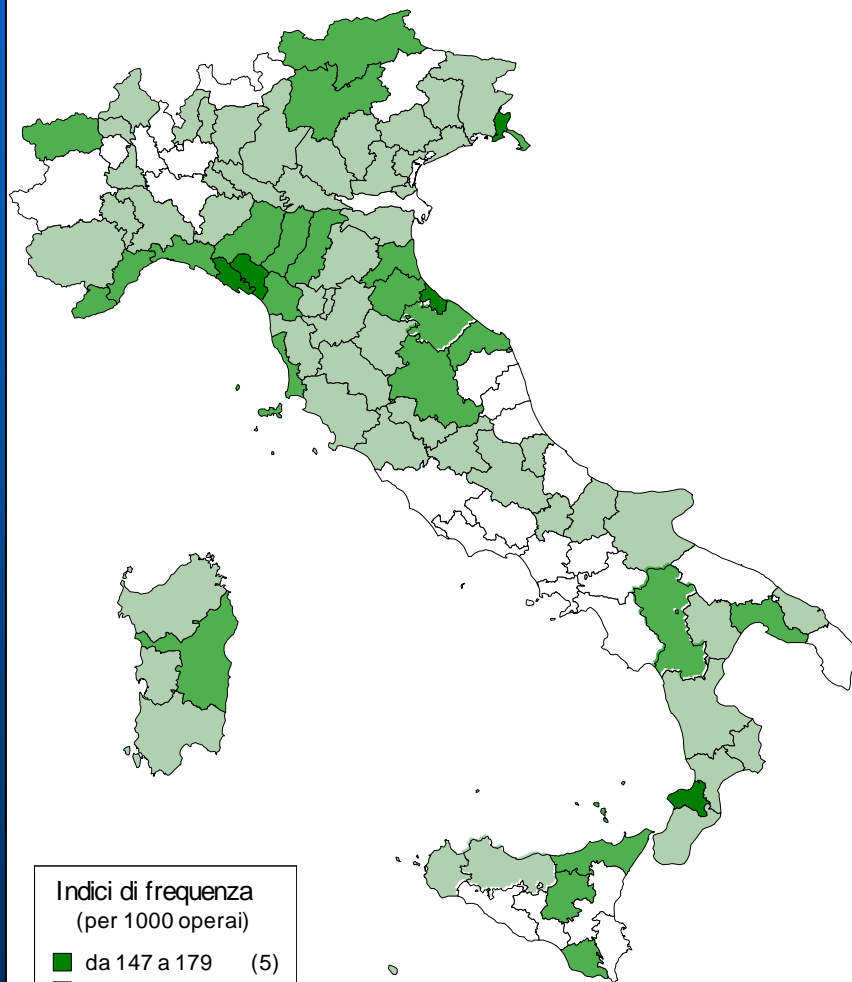 Indici di frequenza
(per 1000 operai)
da 147 a 179 (5)